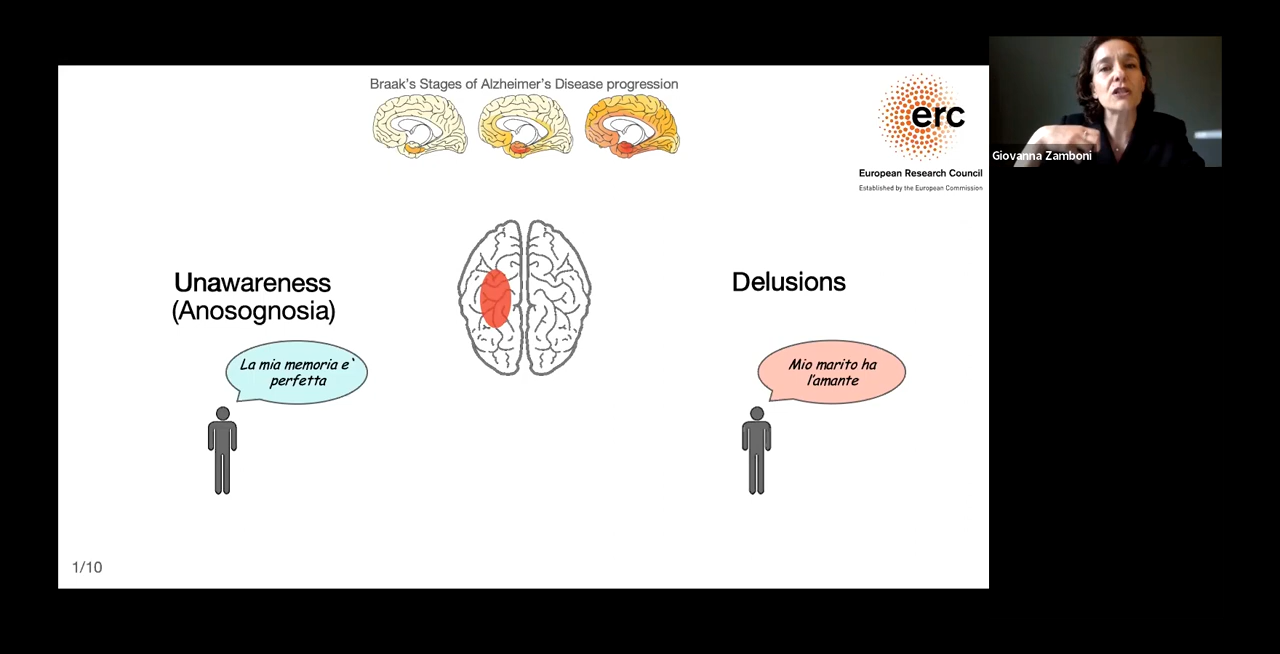 Braak's Stages of Alzheimer's Disease progression
erc
European Research Council
Established by the European Commission
Giovanna Zamboni
Unawareness
(Anosognosia)
Delusions
La mia memoria e`
perfetta
Mio marito ha
l'amante
1/10